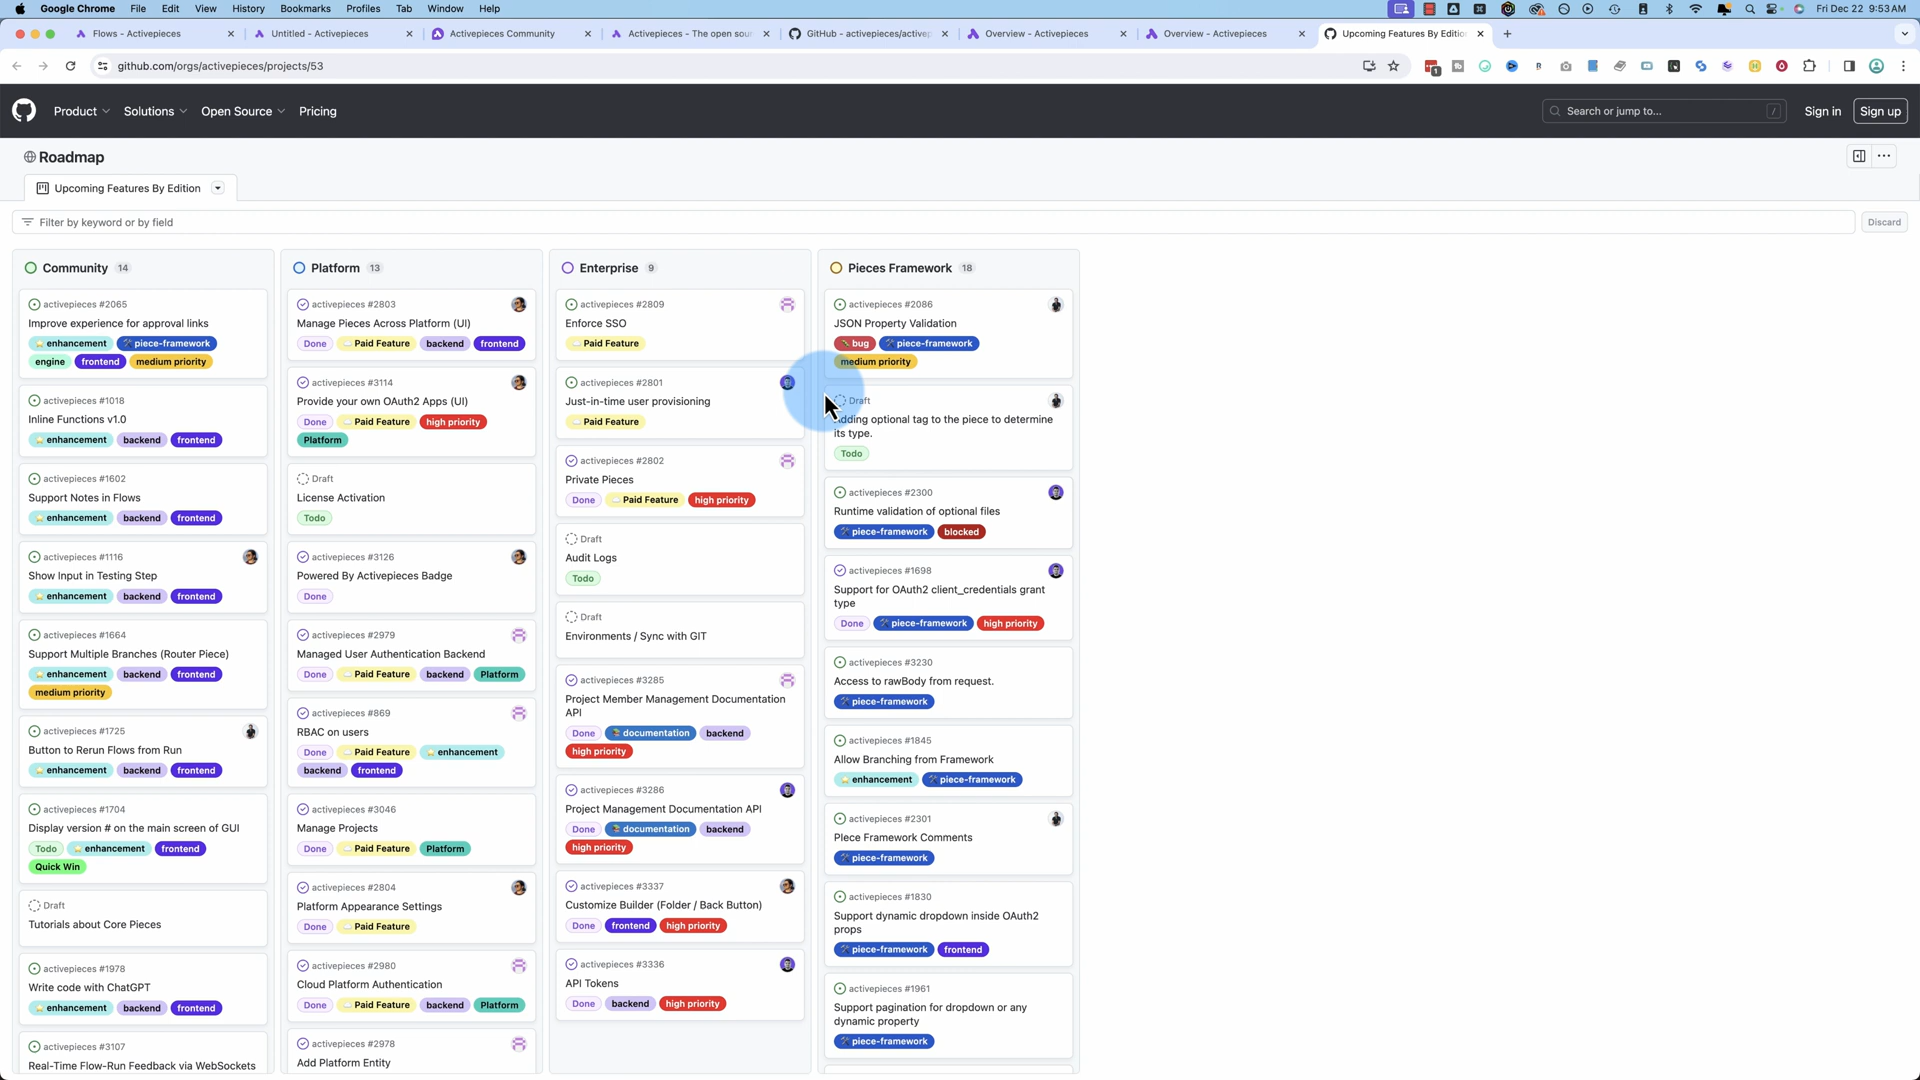 Google Chrome File Edit View History Bookmarks Profiles Tab Window Help
Fri Dec 22 9:53 AM
Flows - Activepieces
Untitled - Activepieces
Activepieces Community
Activepieces - The open sou
GitHub - activepieces/activep
Overview - Activepieces
Overview - Activepieces
Upcoming Features By Editio
github.com/orgs/activepieces/projects/53
Product Solutions Open Source Pricing
Search or jump to... /
Sign in
Sign up
Roadmap
Upcoming Features By Edition
Filter by keyword or by field
Discard
Community 14
activepieces #2065
Improve experience for approval links
enhancement piece-framework
engine frontend medium priority
activepieces #1018
Inline Functions v1.0
enhancement backend frontend
activepieces #1602
Support Notes in Flows
enhancement backend frontend
activepieces #1116
Show Input in Testing Step
enhancement backend frontend
activepieces #1664
Support Multiple Branches (Router Piece)
enhancement backend frontend
medium priority
activepieces #1725
Button to Rerun Flows from Run
enhancement backend frontend
activepieces #1704
Display version # on the main screen of GUI
Todo enhancement frontend
Quick Win
Draft
Tutorials about Core Pieces
activepieces #1978
Write code with ChatGPT
enhancement backend frontend
activepieces #3107
Real-Time Flow-Run Feedback via WebSockets
Platform 13
activepieces #2803
Manage Pieces Across Platform (UI)
Done Paid Feature backend frontend
activepieces #3114
Provide your own OAuth2 Apps (UI)
Done Paid Feature high priority
Platform
Draft
License Activation
Todo
activepieces #3126
Powered By Activepieces Badge
Done
activepieces #2979
Managed User Authentication Backend
Done Paid Feature backend Platform
activepieces #869
RBAC on users
Done Paid Feature enhancement
backend frontend
activepieces #3046
Manage Projects
Done Paid Feature Platform
activepieces #2804
Platform Appearance Settings
Done Paid Feature
activepieces #2980
Cloud Platform Authentication
Done Paid Feature backend Platform
activepieces #2978
Add Platform Entity
Enterprise 9
activepieces #2809
Enforce SSO
Paid Feature
activepieces #2801
Just-in-time user provisioning
Paid Feature
activepieces #2802
Private Pieces
Done Paid Feature high priority
Draft
Audit Logs
Todo
Draft
Environments / Sync with GIT
activepieces #3285
Project Member Management Documentation
API
Done documentation backend
high priority
activepieces #3286
Project Management Documentation API
Done documentation backend
high priority
activepieces #3337
Customize Builder (Folder / Back Button)
Done frontend high priority
activepieces #3336
API Tokens
Done backend high priority
Pieces Framework 18
activepieces #2086
JSON Property Validation
bug piece-framework
medium priority
Draft
Adding optional tag to the piece to determine
its type.
Todo
activepieces #2300
Runtime validation of optional files
piece-framework blocked
activepieces #1698
Support for OAuth2 client_credentials grant
type
Done piece-framework high priority
activepieces #3230
Access to rawBody from request.
piece-framework
activepieces #1845
Allow Branching from Framework
enhancement piece-framework
activepieces #2301
PIece Framework Comments
piece-framework
activepieces #1830
Support dynamic dropdown inside OAuth2
props
piece-framework frontend
activepieces #1961
Support pagination for dropdown or any
dynamic property
piece-framework